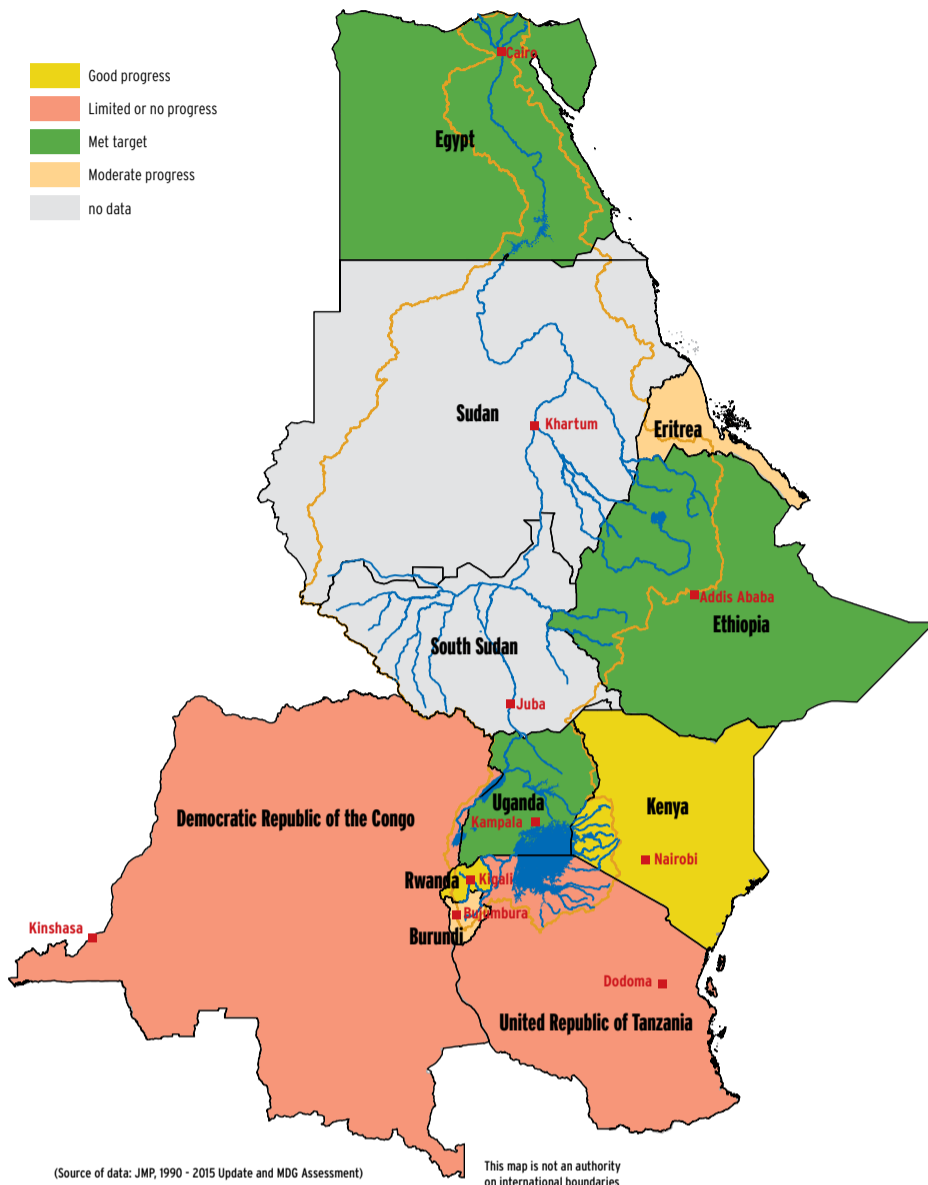 Cairo
Good progress
Limited or no progress
Met target
Egypt
Moderate progress
no data
Sudan
Khartum
Eritrea
Addis Ababa
Ethiopia
South Sudan
Juba
Uganda
Kenya
Democratic Republic of the Congo
Kampala
Nairobi
Rwanda
Kigali
Bujumbura
Burundi
Kinshasa
Dodoma
United Republic of Tanzania
(Source of data: JMP, 1990 - 2015 Update and MDG Assessment)
This map is not an authority
on international boundaries